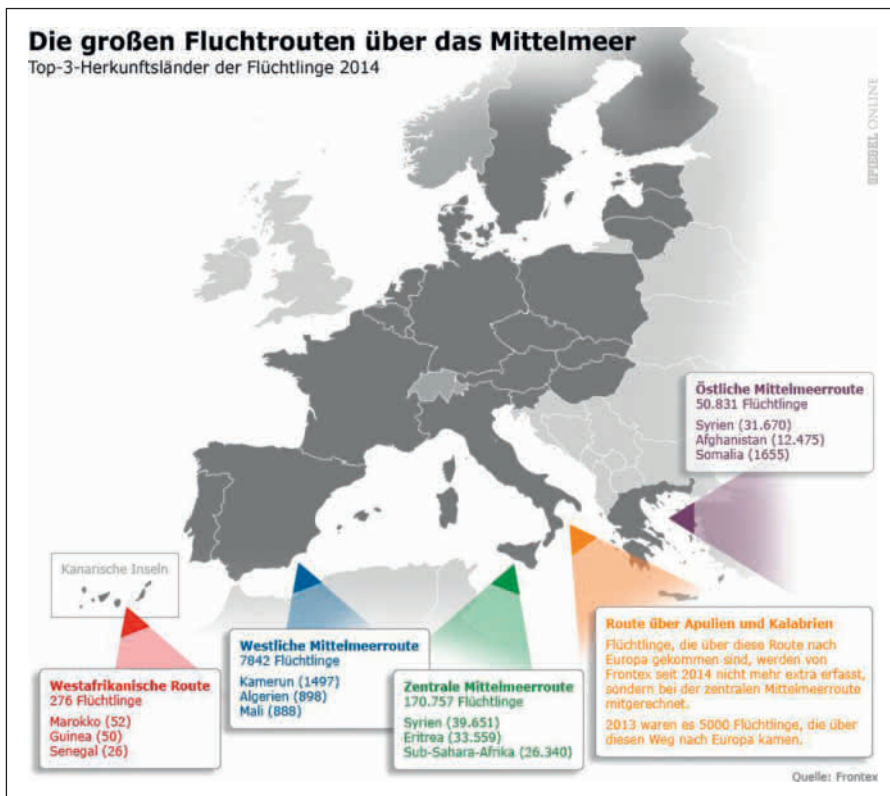 Die großen Fluchtrouten über das Mittelmeer
Top-3-Herkunftsländer der Flüchtlinge 2014
SPIEGEL ONLINE
Östliche Mittelmeerroute
50.831 Flüchtlinge
Syrien (31.670)
Afghanistan (12.475)
Somalia (1655)
Kanarische Inseln
Westafrikanische Route
276 Flüchtlinge
Marokko (52)
Guinea (50)
Senegal (26)
Westliche Mittelmeerroute
7842 Flüchtlinge
Kamerun (1497)
Algerien (898)
Mali (888)
Zentrale Mittelmeerroute
170.757 Flüchtlinge
Syrien (39.651)
Eritrea (33.559)
Sub-Sahara-Afrika (26.340)
Route über Apulien und Kalabrien
Flüchtlinge, die über diese Route nach
Europa gekommen sind, werden von
Frontex seit 2014 nicht mehr extra erfasst,
sondern bei der zentralen Mittelmeerroute
mitgerechnet.
2013 waren es 5000 Flüchtlinge, die über
diesen Weg nach Europa kamen.
Quelle: Frontex